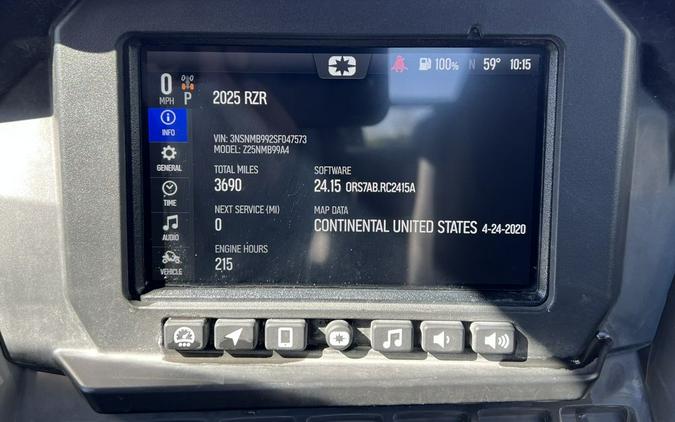 100% N 59° 10:15
0
MPH P
2025 RZR
INFO
VIN: 3NSNMB992SF047573
MODEL: Z25NMB99A4
GENERAL
TOTAL MILES
3690
SOFTWARE
24.15 ORS7AB.RC2415A
TIME
NEXT SERVICE (MI)
0
MAP DATA
CONTINENTAL UNITED STATES 4-24-2020
AUDIO
ENGINE HOURS
215
VEHICLE